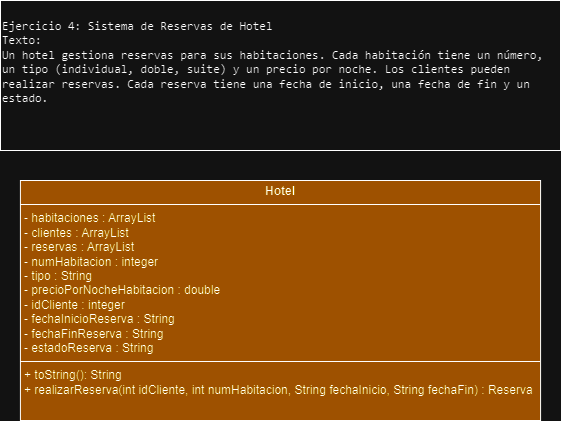 Ejercicio 4: Sistema de Reservas de Hotel
Texto:
Un hotel gestiona reservas para sus habitaciones. Cada habitación tiene un número,
un tipo (individual, doble, suite) y un precio por noche. Los clientes pueden
realizar reservas. Cada reserva tiene una fecha de inicio, una fecha de fin y un
estado.
Hotel
- habitaciones : ArrayList
- clientes : ArrayList
- reservas : ArrayList
- numHabitacion : integer
- tipo : String
- precioPorNocheHabitacion : double
- idCliente : integer
- fechaInicioReserva : String
- fechaFinReserva : String
- estadoReserva : String
+ toString(): String
+ realizarReserva(int idCliente, int numHabitacion, String fechaInicio, String fechaFin) : Reserva